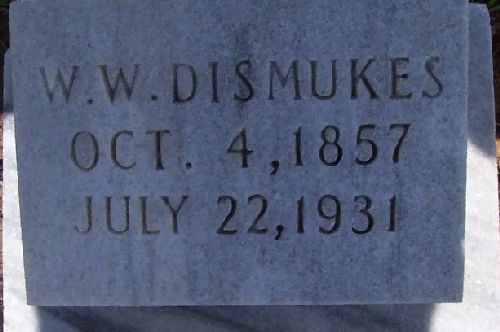 W.W.DISMUKES
OCT. 4,1857
JULY 22,1931